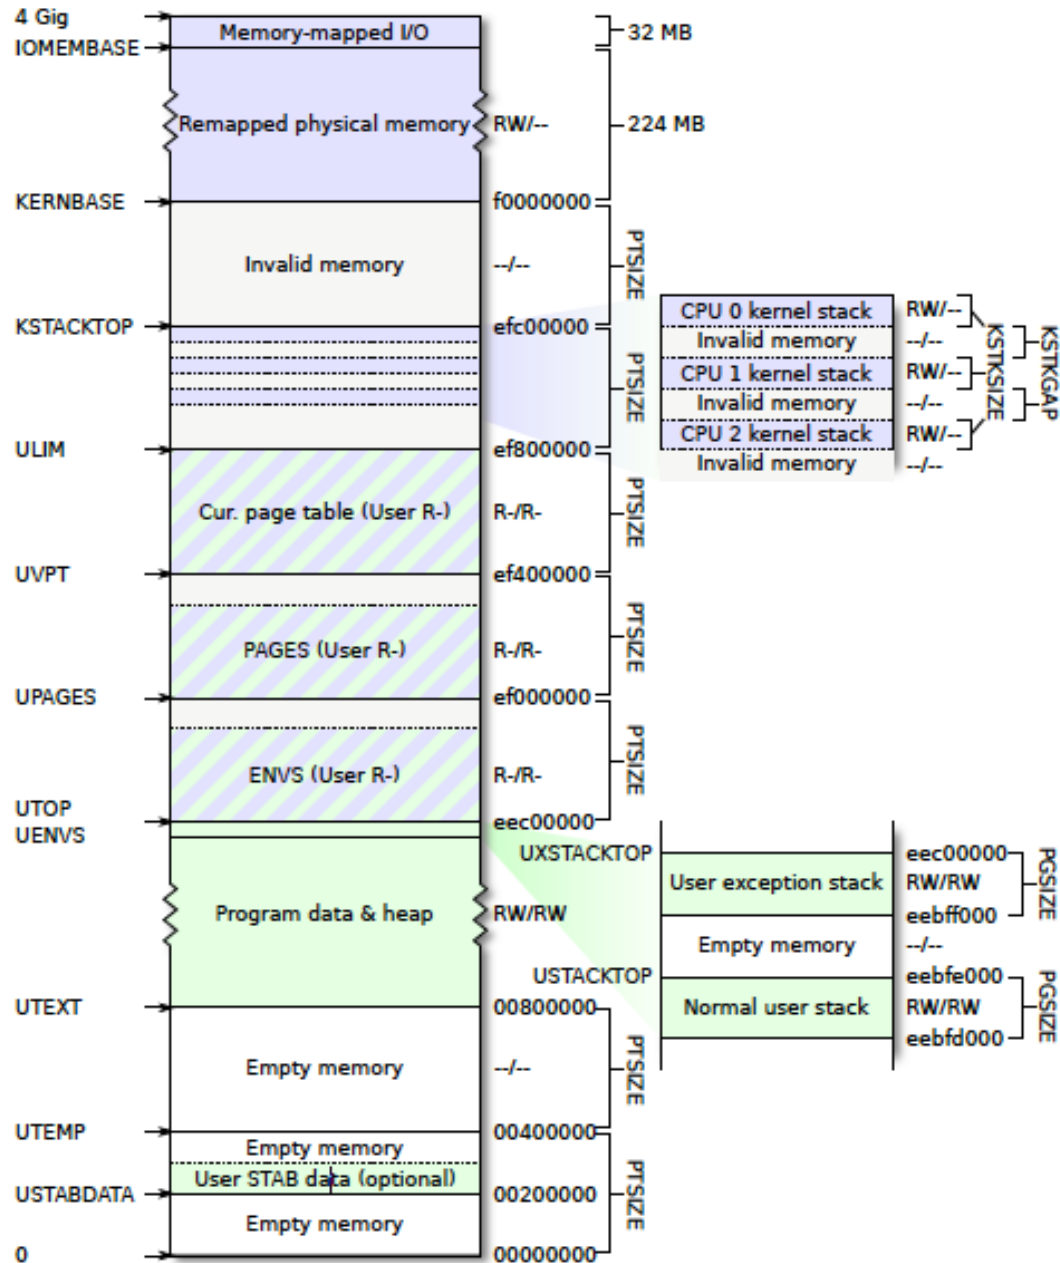 4 Gig
Memory-mapped I/O
32 MB
IOMEMBASE
Remapped physical memory
RW/--
224 MB
KERNBASE
f0000000
Invalid memory
--/--
PTSIZE
KSTACKTOP
efc00000
PTSIZE
CPU 0 kernel stack
RW/--
Invalid memory
--/--
CPU 1 kernel stack
RW/--
Invalid memory
--/--
CPU 2 kernel stack
RW/--
Invalid memory
--/--
KSTKSIZE
KSTKGAP
ULIM
ef800000
Cur. page table (User R-)
R-/R-
PTSIZE
UVPT
ef400000
PAGES (User R-)
R-/R-
PTSIZE
UPAGES
ef000000
ENVS (User R-)
R-/R-
PTSIZE
UTOP
UENVS
eec00000
UXSTACKTOP
eec00000
User exception stack
RW/RW
PGSIZE
eebff000
Empty memory
--/--
USTACKTOP
eebfe000
Normal user stack
RW/RW
PGSIZE
eebfd000
Program data & heap
RW/RW
UTEXT
00800000
Empty memory
--/--
PTSIZE
UTEMP
00400000
Empty memory
User STAB data (optional)
PTSIZE
USTABDATA
00200000
Empty memory
0
00000000